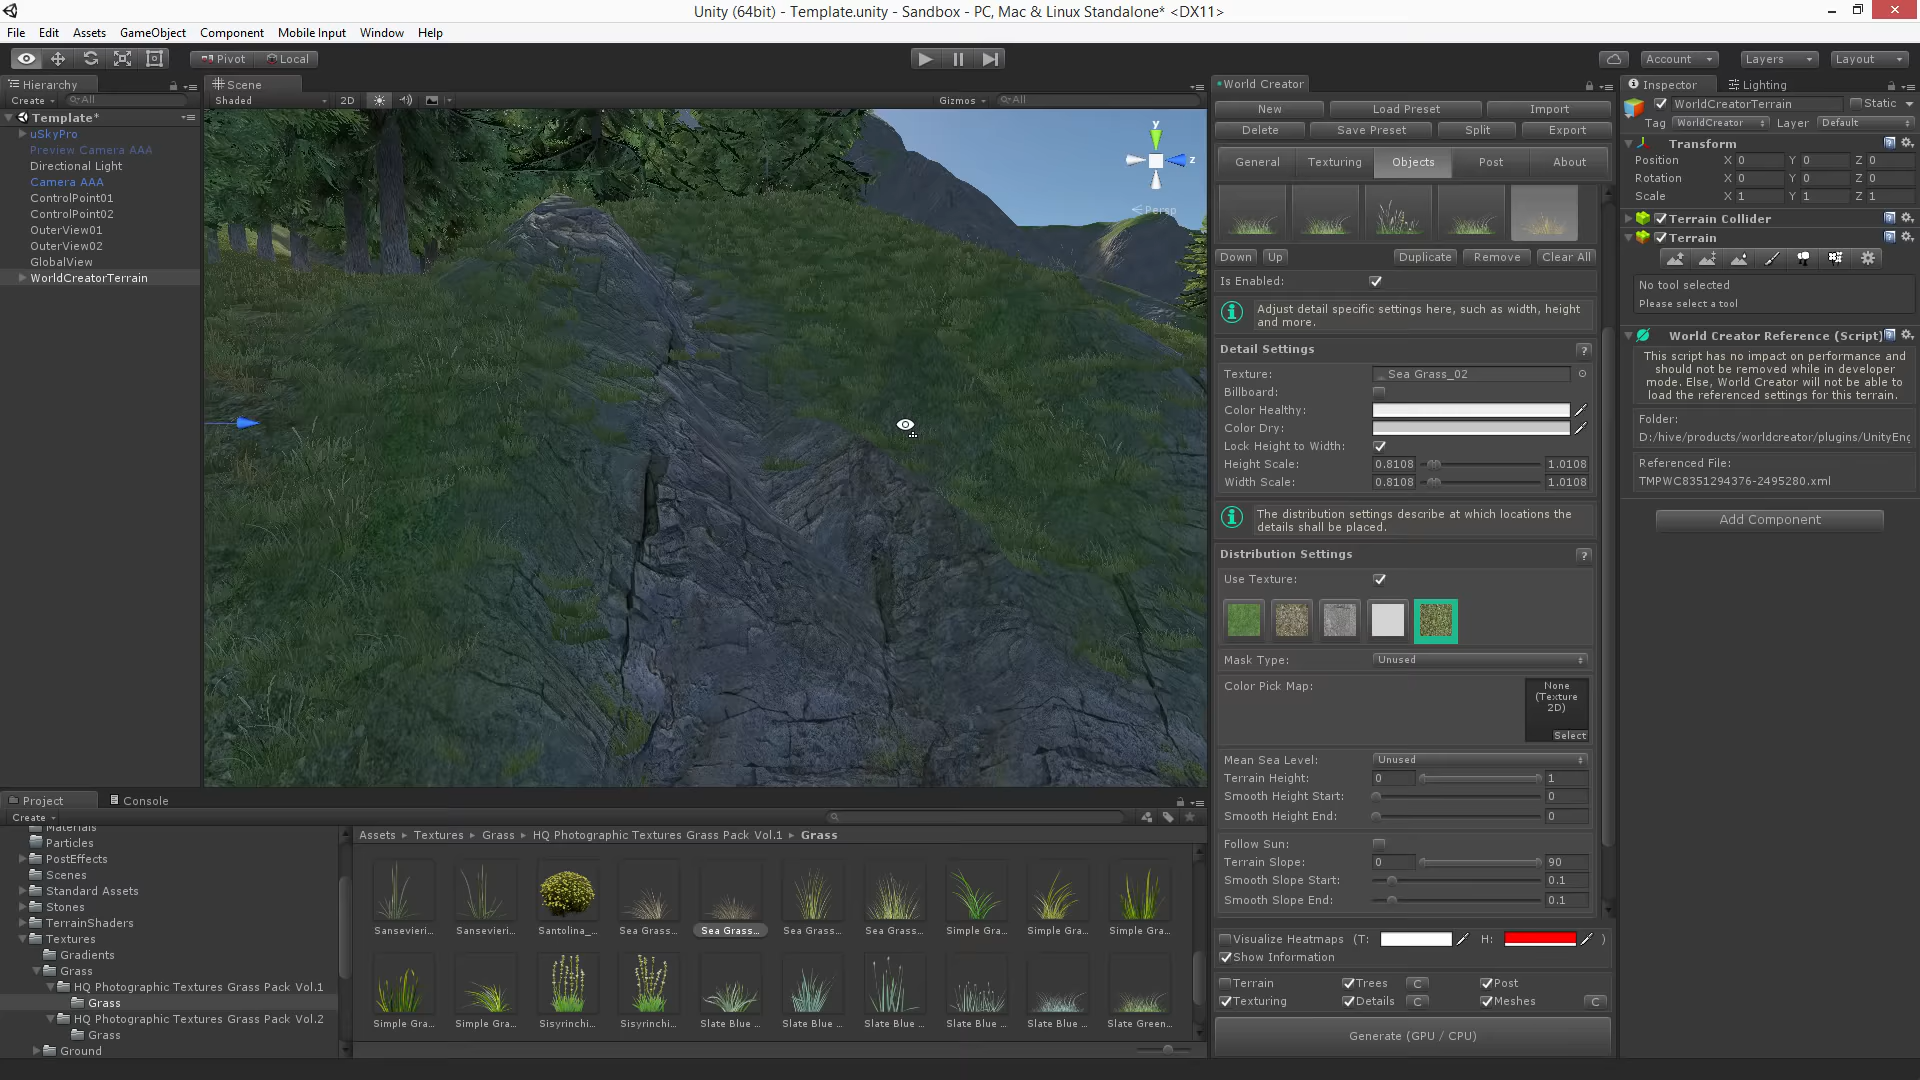 Unity (64bit) - Template.unity - Sandbox - PC, Mac & Linux Standalone* <DX11>
File Edit Assets GameObject Component Mobile Input Window Help
Pivot Local Account Layers Layout
Hierarchy
Create All
Template*
uSkyPro
Preview Camera AAA
Directional Light
Camera AAA
ControlPoint01
ControlPoint02
OuterView01
OuterView02
GlobalView
WorldCreatorTerrain
Scene
Shaded 2D Gizmos All
y
z
Persp
World Creator
New Load Preset Import
Delete Save Preset Split Export
General Texturing Objects Post About
Down Up Duplicate Remove Clear All
Is Enabled:
Adjust detail specific settings here, such as width, height
and more.
Detail Settings ?
Texture: Sea Grass_02
Billboard:
Color Healthy:
Color Dry:
Lock Height to Width:
Height Scale: 0.8108 1.0108
Width Scale: 0.8108 1.0108
The distribution settings describe at which locations the
details shall be placed.
Distribution Settings ?
Use Texture:
Mask Type: Unused
Color Pick Map:
None
(Texture
2D)
Select
Mean Sea Level: Unused
Terrain Height: 0 1
Smooth Height Start: 0
Smooth Height End: 0
Follow Sun:
Terrain Slope: 0 90
Smooth Slope Start: 0.1
Smooth Slope End: 0.1
Visualize Heatmaps (T: H: )
Show Information
Terrain Trees C Post
Texturing Details C Meshes C
Generate (GPU / CPU)
Inspector Lighting
WorldCreatorTerrain Static
Tag WorldCreator Layer Default
Transform
Position X 0 Y 0 Z 0
Rotation X 0 Y 0 Z 0
Scale X 1 Y 1 Z 1
Terrain Collider
Terrain
No tool selected
Please select a tool
World Creator Reference (Script)
This script has no impact on performance and
should not be removed while in developer
mode. Else, World Creator will not be able to
load the referenced settings for this terrain.
Folder:
D:/hive/products/worldcreator/plugins/UnityEng
Referenced File:
TMPWC8351294376-2495280.xml
Add Component
Project Console
Create
Materials
Particles
PostEffects
Scenes
Standard Assets
Stones
TerrainShaders
Textures
Gradients
Grass
HQ Photographic Textures Grass Pack Vol.1
Grass
HQ Photographic Textures Grass Pack Vol.2
Grass
Ground
Assets Textures Grass HQ Photographic Textures Grass Pack Vol.1 Grass
Sansevieri... Sansevieri... Santolina_... Sea Grass... Sea Grass... Sea Grass... Sea Grass... Simple Gra... Simple Gra... Simple Gra...
Simple Gra... Simple Gra... Sisyrinchi... Sisyrinchi... Slate Blue ... Slate Blue ... Slate Blue ... Slate Blue ... Slate Blue ... Slate Green...